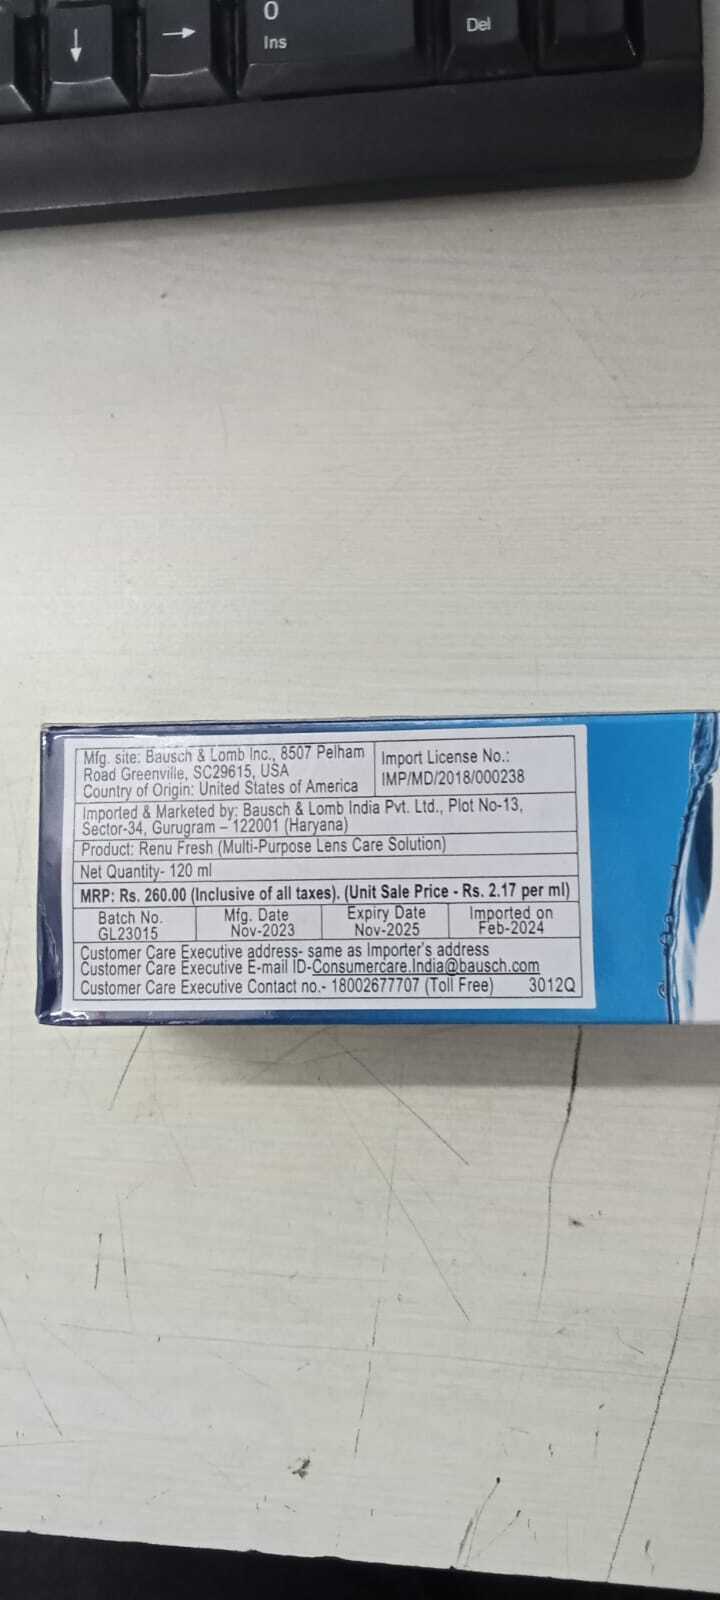 0
Ins
Del
↓
→
Mfg. site: Bausch & Lomb Inc., 8507 Pelham
Road Greenville, SC29615, USA
Country of Origin: United States of America
Import License No.:
IMP/MD/2018/000238
Imported & Marketed by: Bausch & Lomb India Pvt. Ltd., Plot No-13,
Sector-34, Gurugram – 122001 (Haryana)
Product: Renu Fresh (Multi-Purpose Lens Care Solution)
Net Quantity- 120 ml
MRP: Rs. 260.00 (Inclusive of all taxes). (Unit Sale Price - Rs. 2.17 per ml)
Batch No.
GL23015
Mfg. Date
Nov-2023
Expiry Date
Nov-2025
Imported on
Feb-2024
Customer Care Executive address- same as Importer's address
Customer Care Executive E-mail ID-Consumercare.India@bausch.com
Customer Care Executive Contact no.- 18002677707 (Toll Free) 3012Q